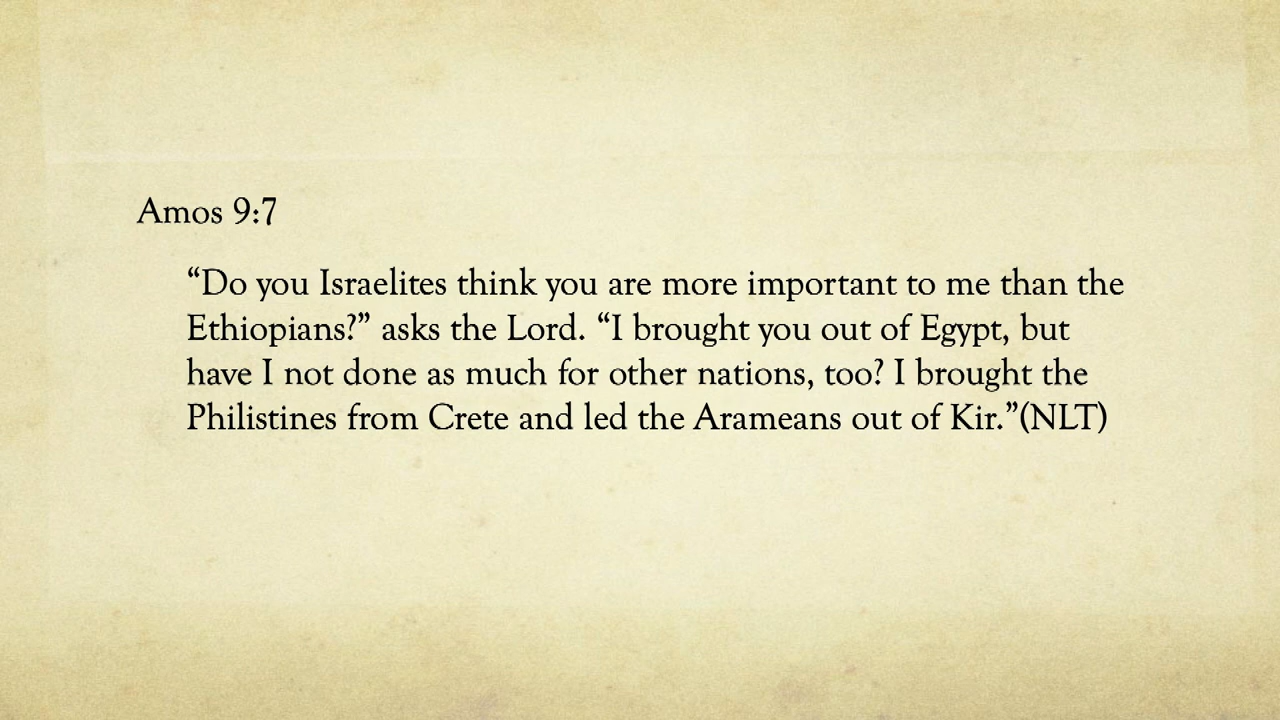 Amos 9:7
“Do you Israelites think you are more important to me than the
Ethiopians?” asks the Lord. “I brought you out of Egypt, but
have I not done as much for other nations, too? I brought the
Philistines from Crete and led the Arameans out of Kir.”(NLT)